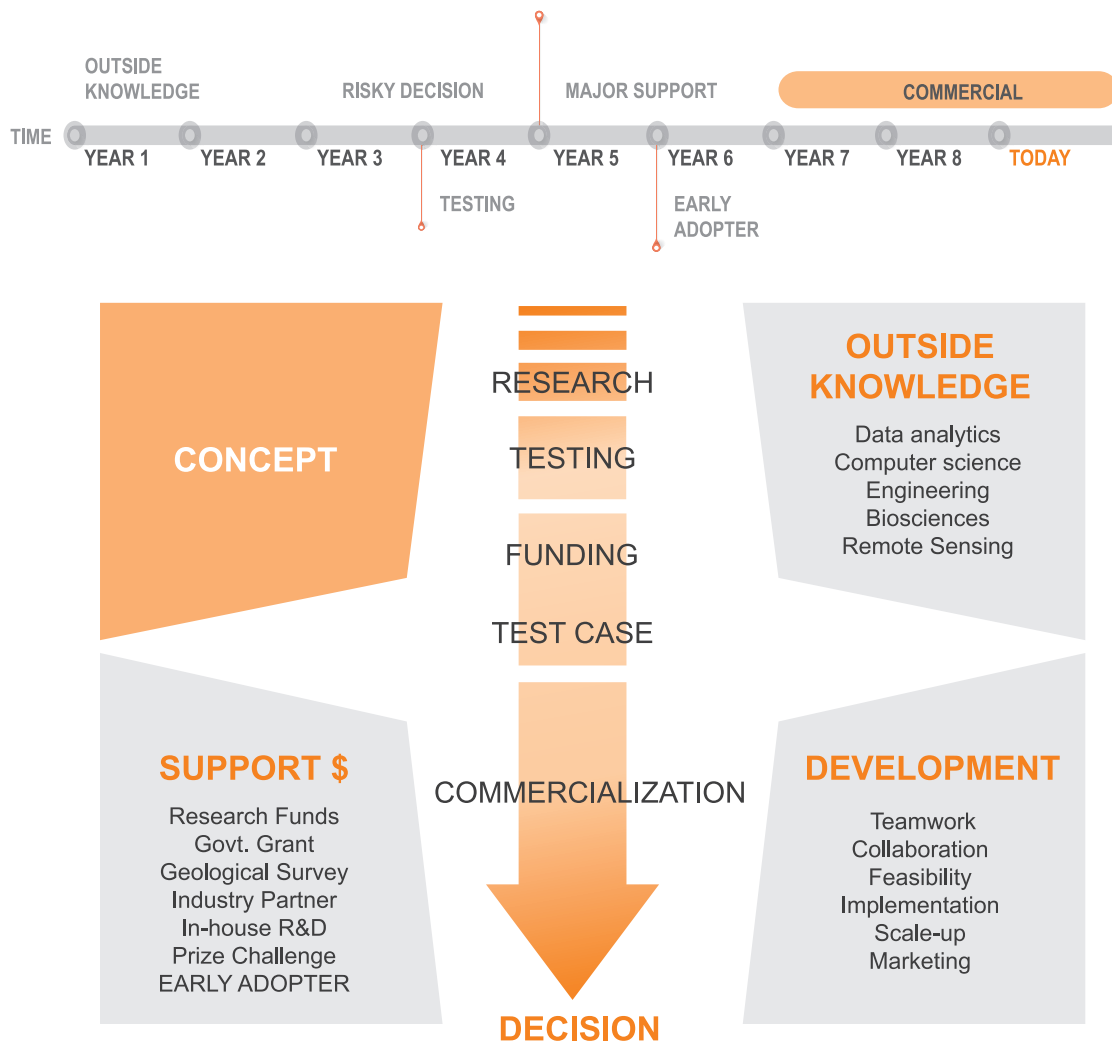 OUTSIDE
KNOWLEDGE
RISKY DECISION
MAJOR SUPPORT
COMMERCIAL
TIME
YEAR 1
YEAR 2
YEAR 3
YEAR 4
YEAR 5
YEAR 6
YEAR 7
YEAR 8
TODAY
TESTING
EARLY
ADOPTER
CONCEPT
RESEARCH
TESTING
FUNDING
TEST CASE
COMMERCIALIZATION
DECISION
OUTSIDE
KNOWLEDGE
Data analytics
Computer science
Engineering
Biosciences
Remote Sensing
SUPPORT $
Research Funds
Govt. Grant
Geological Survey
Industry Partner
In-house R&D
Prize Challenge
EARLY ADOPTER
DEVELOPMENT
Teamwork
Collaboration
Feasibility
Implementation
Scale-up
Marketing